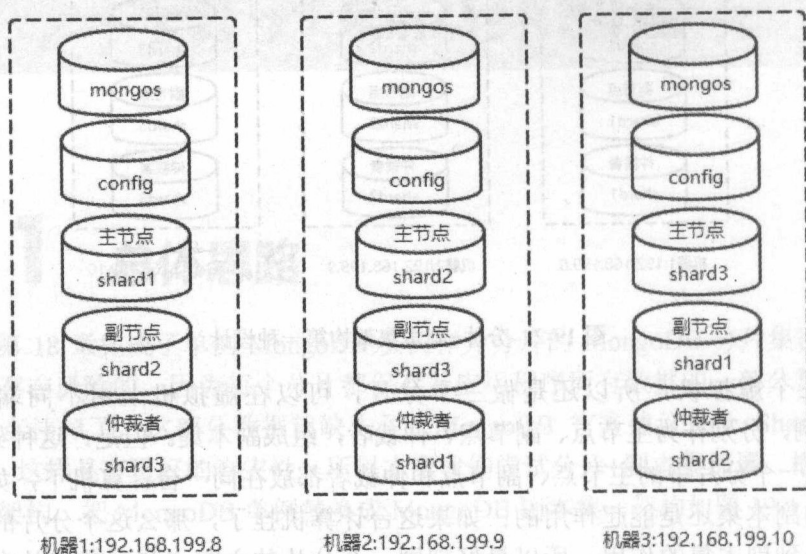 mongos
config
主节点
shard1
副节点
shard2
仲裁者
shard3
机器1:192.168.199.8
mongos
config
主节点
shard2
副节点
shard3
仲裁者
shard1
机器2:192.168.199.9
mongos
config
主节点
shard3
副节点
shard1
仲裁者
shard2
机器3:192.168.199.10